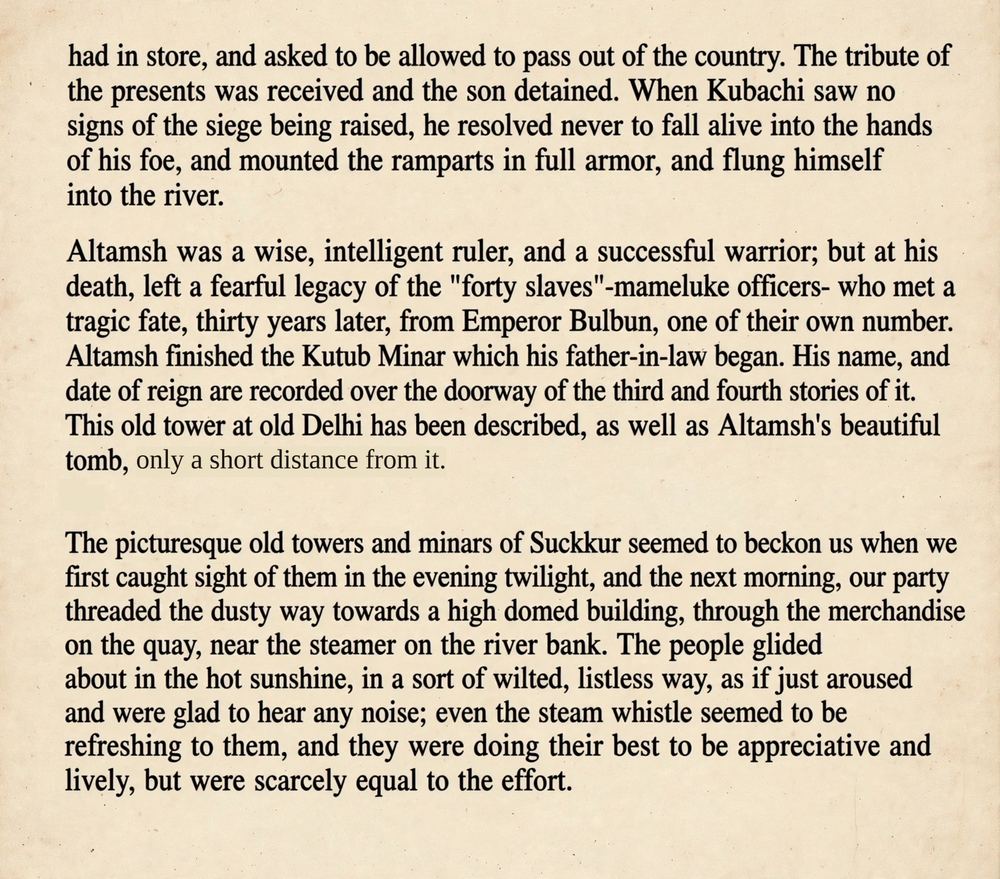 had in store, and asked to be allowed to pass out of the country. The tribute of
the presents was received and the son detained. When Kubachi saw no
signs of the siege being raised, he resolved never to fall alive into the hands
of his foe, and mounted the ramparts in full armor, and flung himself
into the river.
Altamsh was a wise, intelligent ruler, and a successful warrior; but at his
death, left a fearful legacy of the "forty slaves"-mameluke officers- who met a
tragic fate, thirty years later, from Emperor Bulbun, one of their own number.
Altamsh finished the Kutub Minar which his father-in-law began. His name, and
date of reign are recorded over the doorway of the third and fourth stories of it.
This old tower at old Delhi has been described, as well as Altamsh's beautiful
tomb, only a short distance from it.
The picturesque old towers and minars of Suckkur seemed to beckon us when we
first caught sight of them in the evening twilight, and the next morning, our party
threaded the dusty way towards a high domed building, through the merchandise
on the quay, near the steamer on the river bank. The people glided
about in the hot sunshine, in a sort of wilted, listless way, as if just aroused
and were glad to hear any noise; even the steam whistle seemed to be
refreshing to them, and they were doing their best to be appreciative and
lively, but were scarcely equal to the effort.